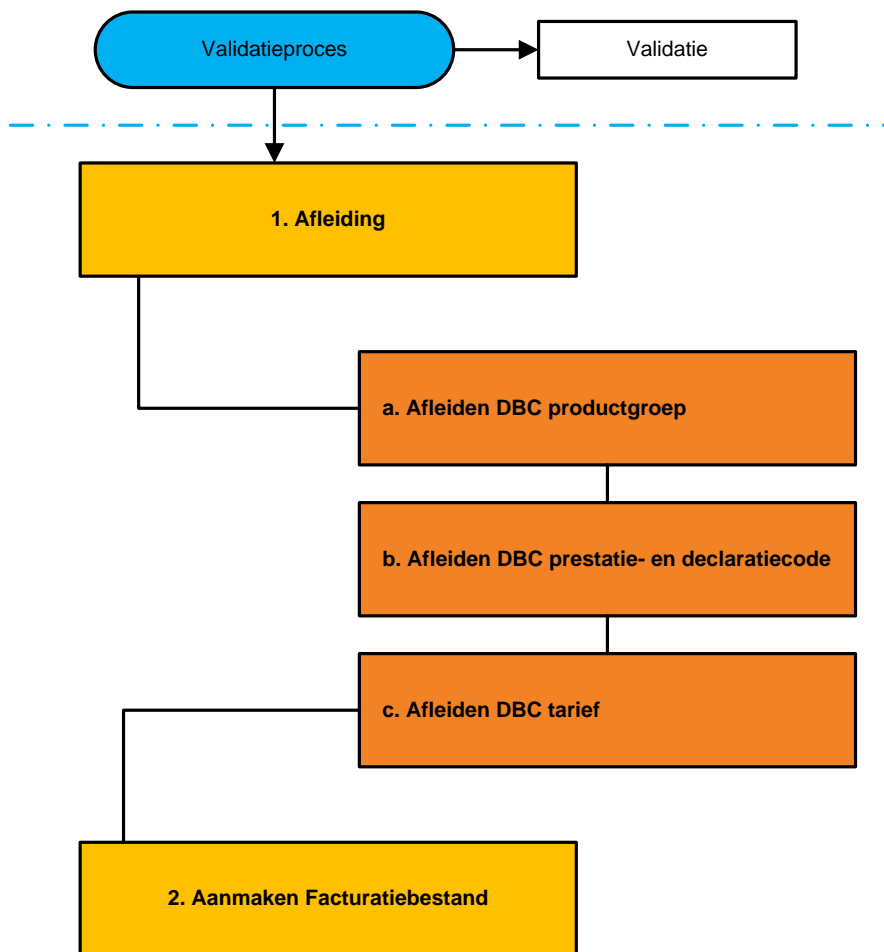 Validatieproces
Validatie
1. Afleiding
a. Afleiden DBC productgroep
b. Afleiden DBC prestatie- en declaratiecode
c. Afleiden DBC tarief
2. Aanmaken Facturatiebestand